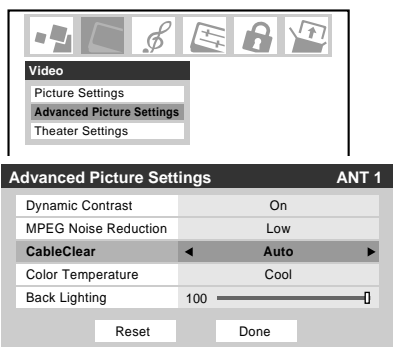 Video
Picture Settings
Advanced Picture Settings
Theater Settings
Advanced Picture Settings ANT 1
Dynamic Contrast On
MPEG Noise Reduction Low
CableClear ◀ Auto ▶
Color Temperature Cool
Back Lighting 100
Reset Done